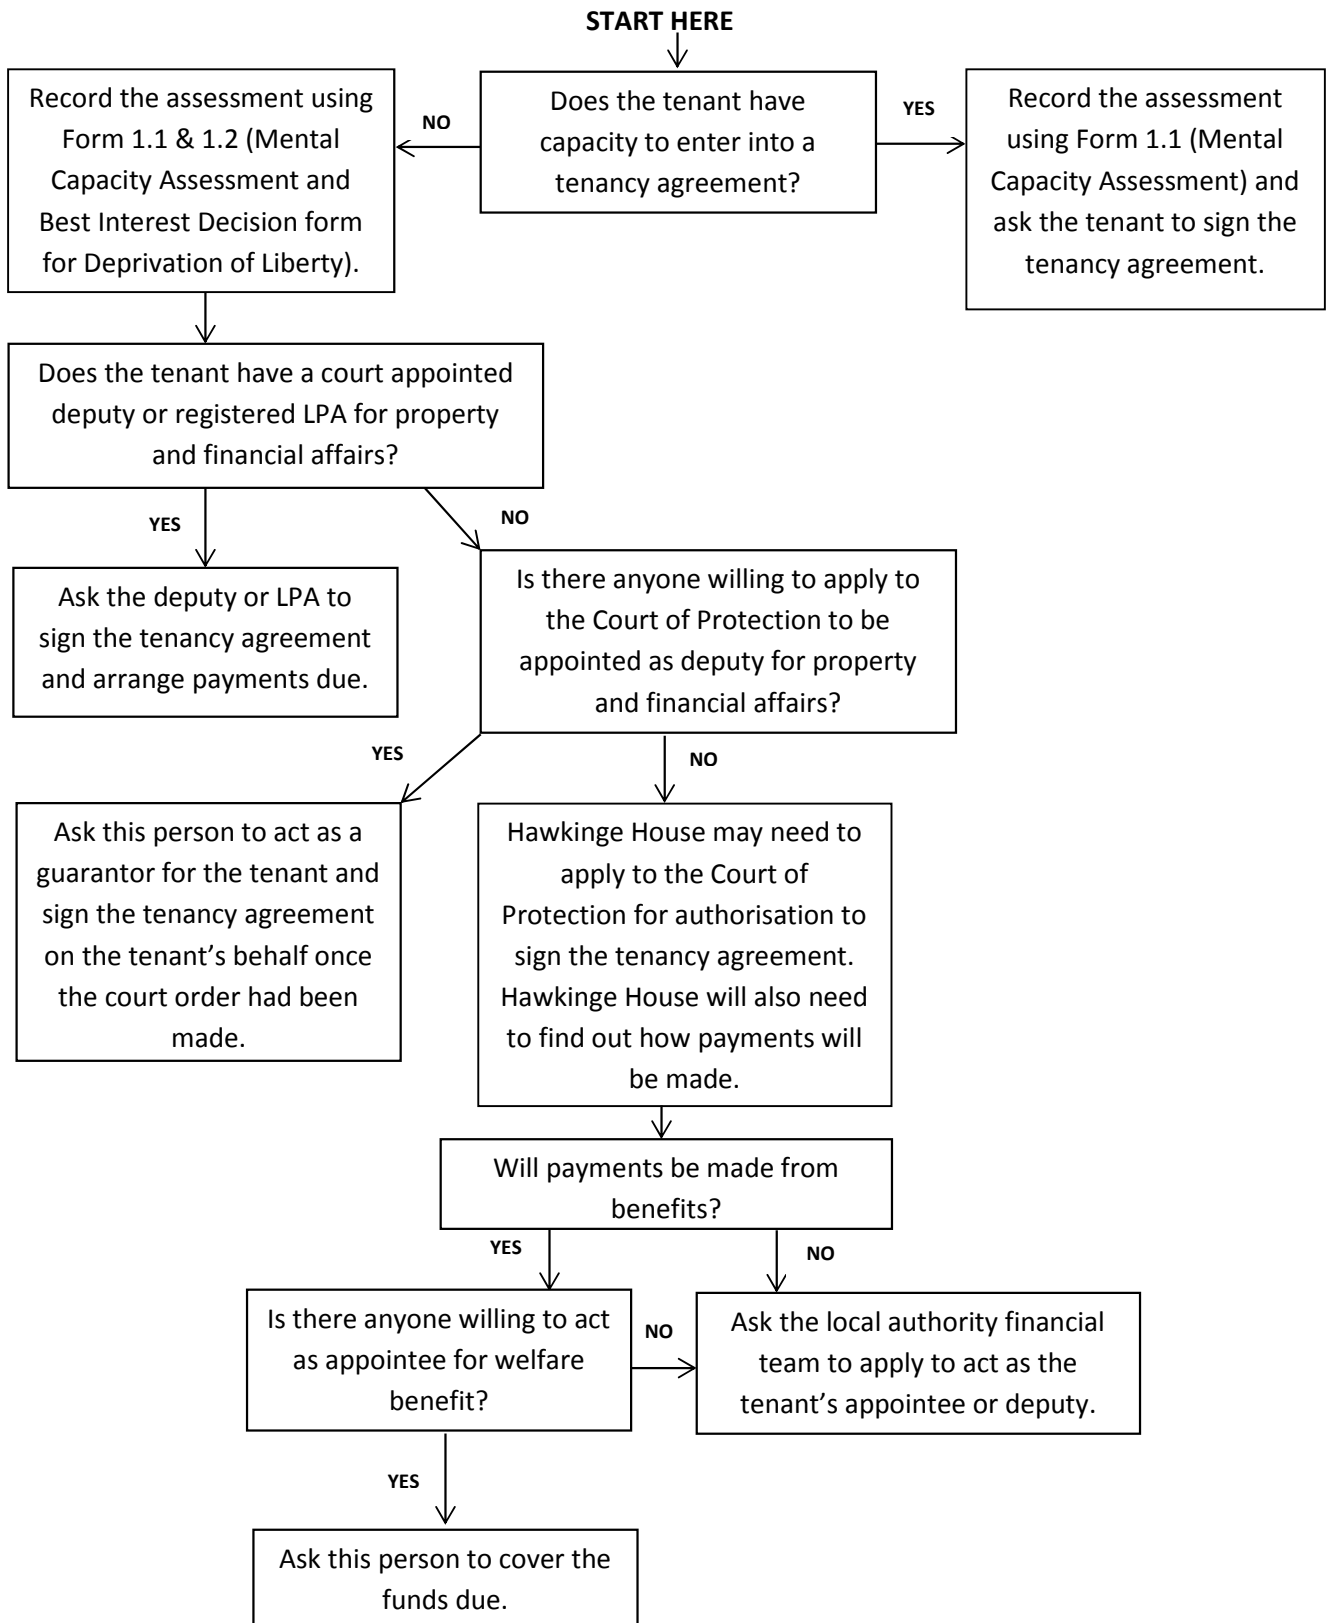 START HERE
Does the tenant have
capacity to enter into a
tenancy agreement?
NO
YES
Record the assessment using
Form 1.1 & 1.2 (Mental
Capacity Assessment and
Best Interest Decision form
for Deprivation of Liberty).
Record the assessment
using Form 1.1 (Mental
Capacity Assessment) and
ask the tenant to sign the
tenancy agreement.
Does the tenant have a court appointed
deputy or registered LPA for property
and financial affairs?
YES
NO
Ask the deputy or LPA to
sign the tenancy agreement
and arrange payments due.
Is there anyone willing to apply to
the Court of Protection to be
appointed as deputy for property
and financial affairs?
YES
NO
Ask this person to act as a
guarantor for the tenant and
sign the tenancy agreement
on the tenant’s behalf once
the court order had been
made.
Hawkinge House may need to
apply to the Court of
Protection for authorisation to
sign the tenancy agreement.
Hawkinge House will also need
to find out how payments will
be made.
Will payments be made from
benefits?
YES
NO
Is there anyone willing to act
as appointee for welfare
benefit?
NO
Ask the local authority financial
team to apply to act as the
tenant’s appointee or deputy.
YES
Ask this person to cover the
funds due.